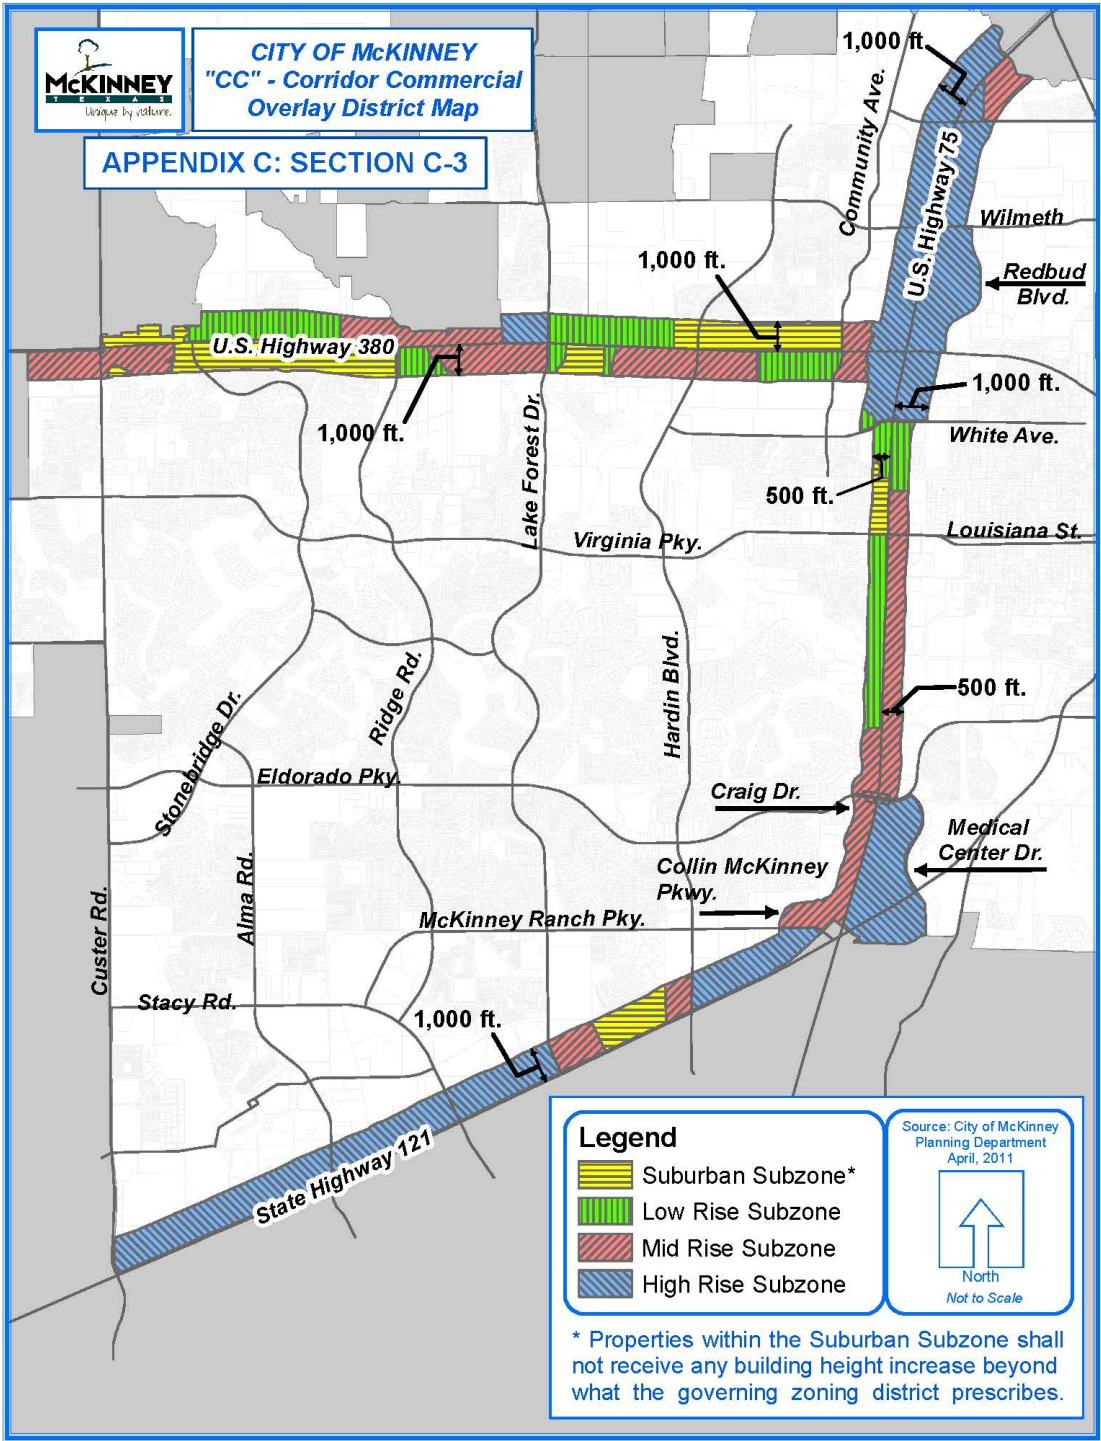 McKINNEY
TEXAS
Unique by nature.
CITY OF McKINNEY
"CC" - Corridor Commercial
Overlay District Map
APPENDIX C: SECTION C-3
1,000 ft.
Community Ave.
U.S. Highway 75
Wilmeth
1,000 ft.
Redbud
Blvd.
U.S. Highway 380
1,000 ft.
1,000 ft.
White Ave.
Lake Forest Dr.
500 ft.
Virginia Pky.
Louisiana St.
Hardin Blvd.
Ridge Rd.
500 ft.
Stonebridge Dr.
Eldorado Pky.
Craig Dr.
Medical
Center Dr.
Collin McKinney
Pkwy.
Alma Rd.
Custer Rd.
McKinney Ranch Pky.
Stacy Rd.
1,000 ft.
State Highway 121
Legend
Suburban Subzone*
Low Rise Subzone
Mid Rise Subzone
High Rise Subzone
Source: City of McKinney
Planning Department
April, 2011
North
Not to Scale
* Properties within the Suburban Subzone shall
not receive any building height increase beyond
what the governing zoning district prescribes.